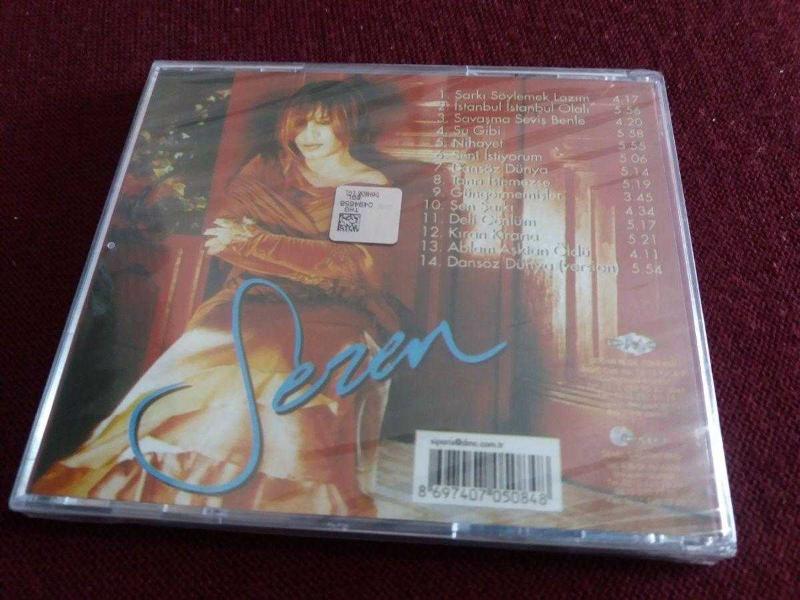 1. Şarkı Söylemek Lazım 4.17
2. İstanbul İstanbul Olalı 5.56
3. Savaşma Seviş Benle 4.20
4. Su Gibi 5.58
5. Nihayet 5.55
6. Seni İstiyorum 5.06
7. Dansöz Dünya 5.14
8. 5.19
9. Güngörmemişler 3.45
10. Sen Şarkı 4.34
11. Deli Gönlüm 5.17
12. Kıran Kırana 5.21
13. Ablam Aşktan Öldü 4.11
14. Dansöz Dünya (version) 5.54
04948558
Sezen
siparis@dmc.com.tr
8 697407 050848